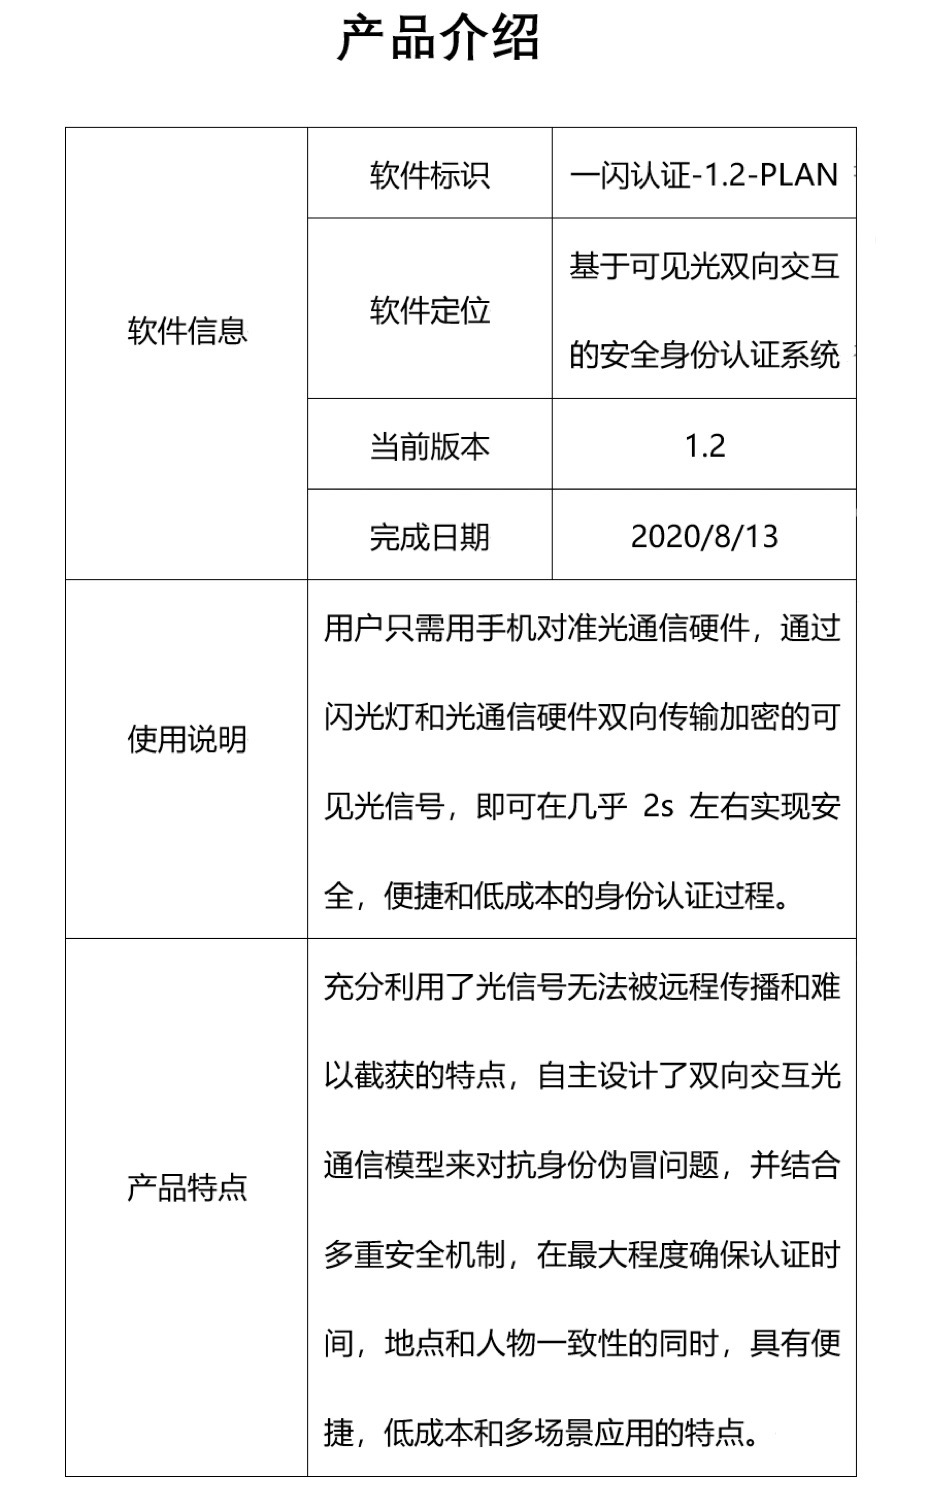 产品介绍
软件信息
软件标识
一闪认证-1.2-PLAN
软件定位
基于可见光双向交互
的安全身份认证系统
当前版本
1.2
完成日期
2020/8/13
使用说明
用户只需用手机对准光通信硬件，通过
闪光灯和光通信硬件双向传输加密的可
见光信号，即可在几乎 2s 左右实现安
全，便捷和低成本的身份认证过程。
产品特点
充分利用了光信号无法被远程传播和难
以截获的特点，自主设计了双向交互光
通信模型来对抗身份伪冒问题，并结合
多重安全机制，在最大程度确保认证时
间，地点和人物一致性的同时，具有便
捷，低成本和多场景应用的特点。